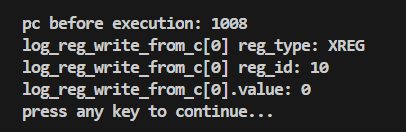 pc before execution: 1008
log_reg_write_from_c[0] reg_type: XREG
log_reg_write_from_c[0] reg_id: 10
log_reg_write_from_c[0].value: 0
press any key to continue...